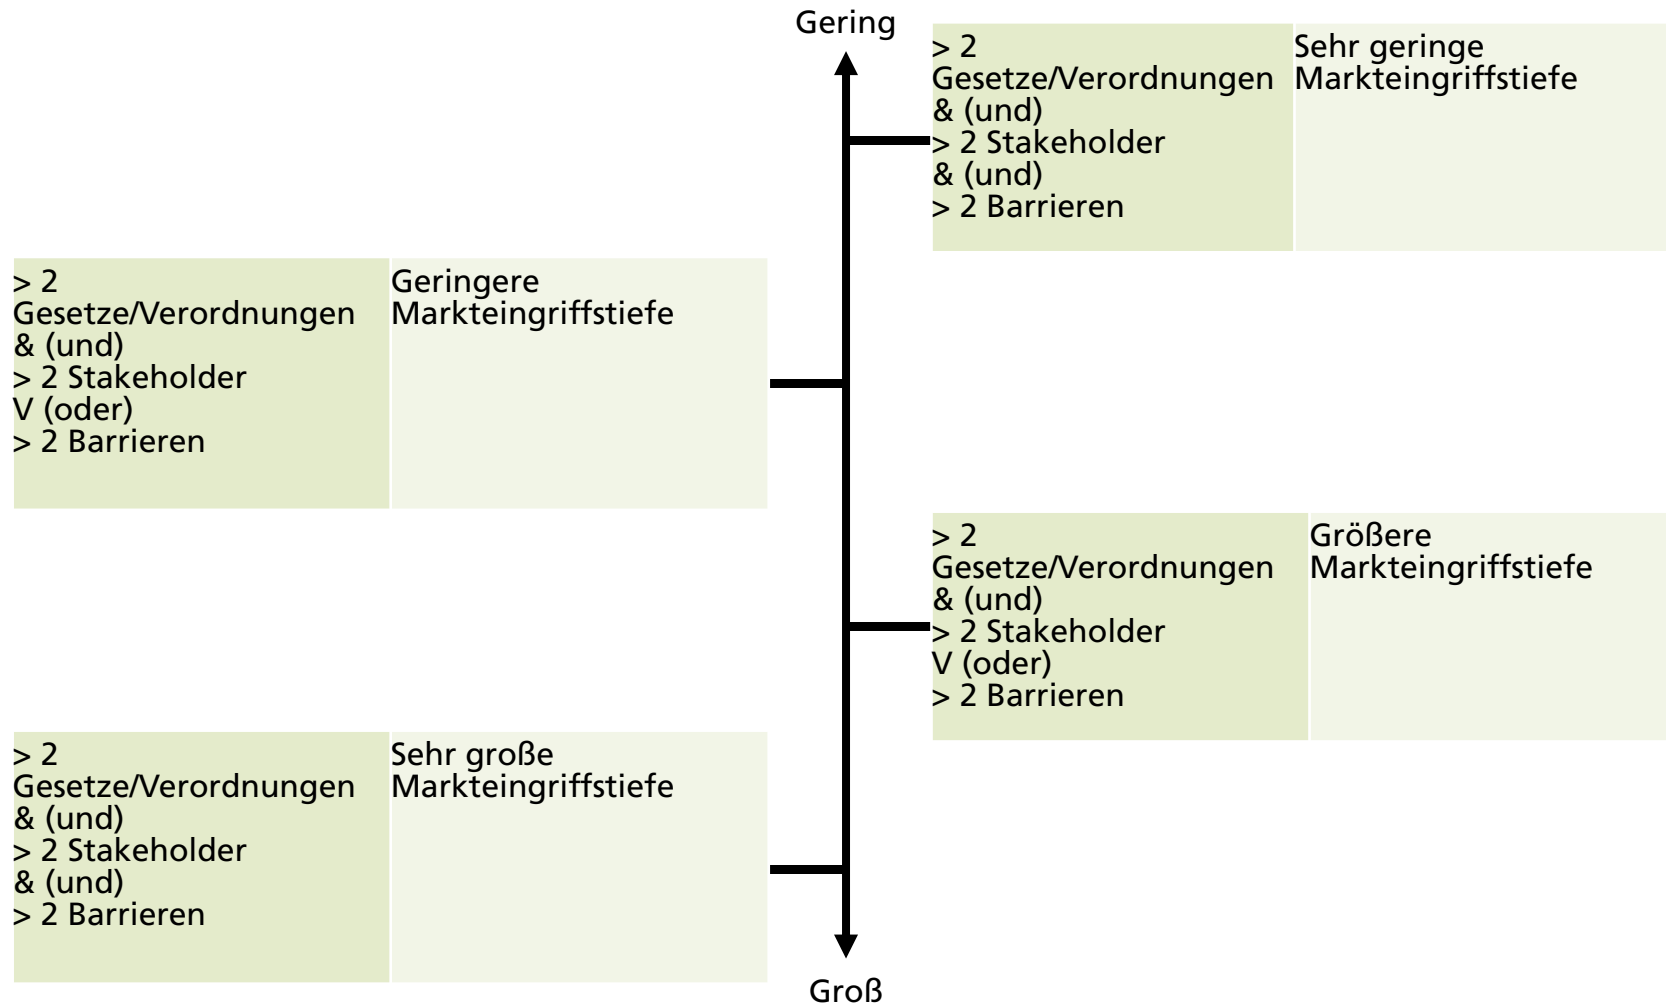 Gering
> 2
Gesetze/Verordnungen
& (und)
> 2 Stakeholder
& (und)
> 2 Barrieren
Sehr geringe
Markteingriffstiefe
> 2
Gesetze/Verordnungen
& (und)
> 2 Stakeholder
V (oder)
> 2 Barrieren
Geringere
Markteingriffstiefe
> 2
Gesetze/Verordnungen
& (und)
> 2 Stakeholder
V (oder)
> 2 Barrieren
Größere
Markteingriffstiefe
> 2
Gesetze/Verordnungen
& (und)
> 2 Stakeholder
& (und)
> 2 Barrieren
Sehr große
Markteingriffstiefe
Groß